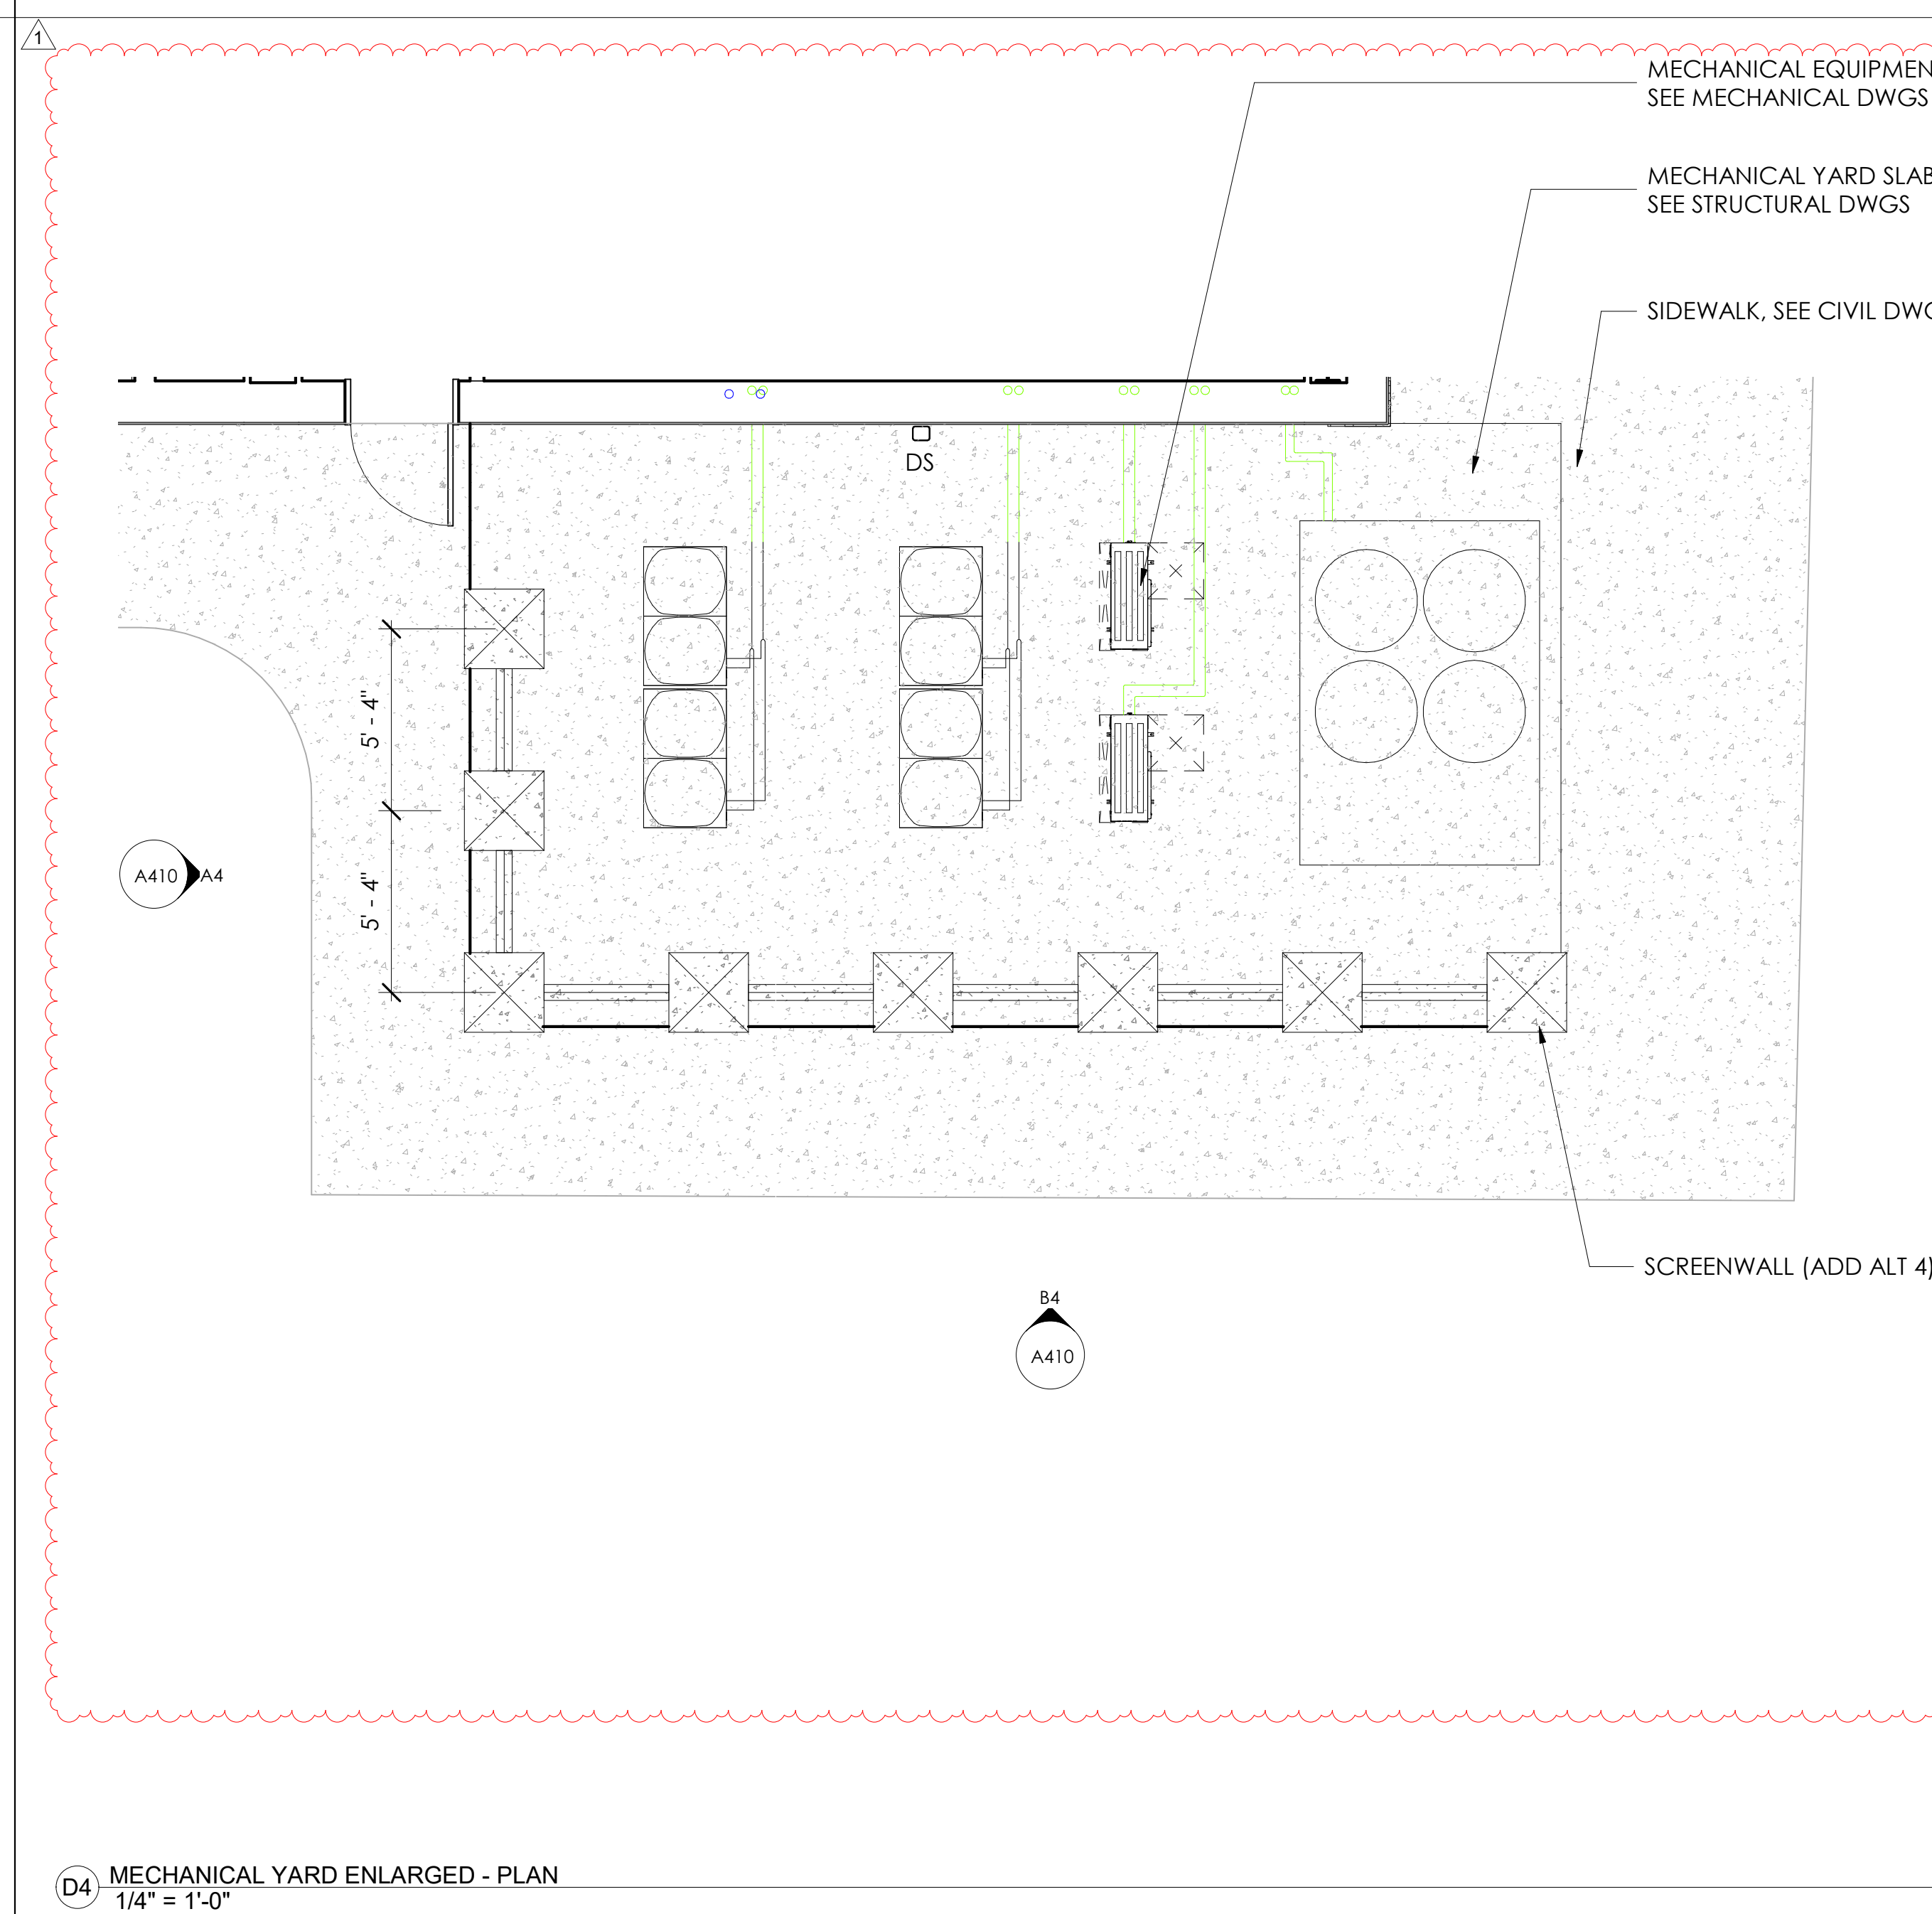 1
MECHANICAL EQUIPMEN
SEE MECHANICAL DWGS
MECHANICAL YARD SLAB
SEE STRUCTURAL DWGS
SIDEWALK, SEE CIVIL DWG
DS
5' - 4"
5' - 4"
A410 A4
SCREENWALL (ADD ALT 4)
B4
A410
D4 MECHANICAL YARD ENLARGED - PLAN
1/4" = 1'-0"